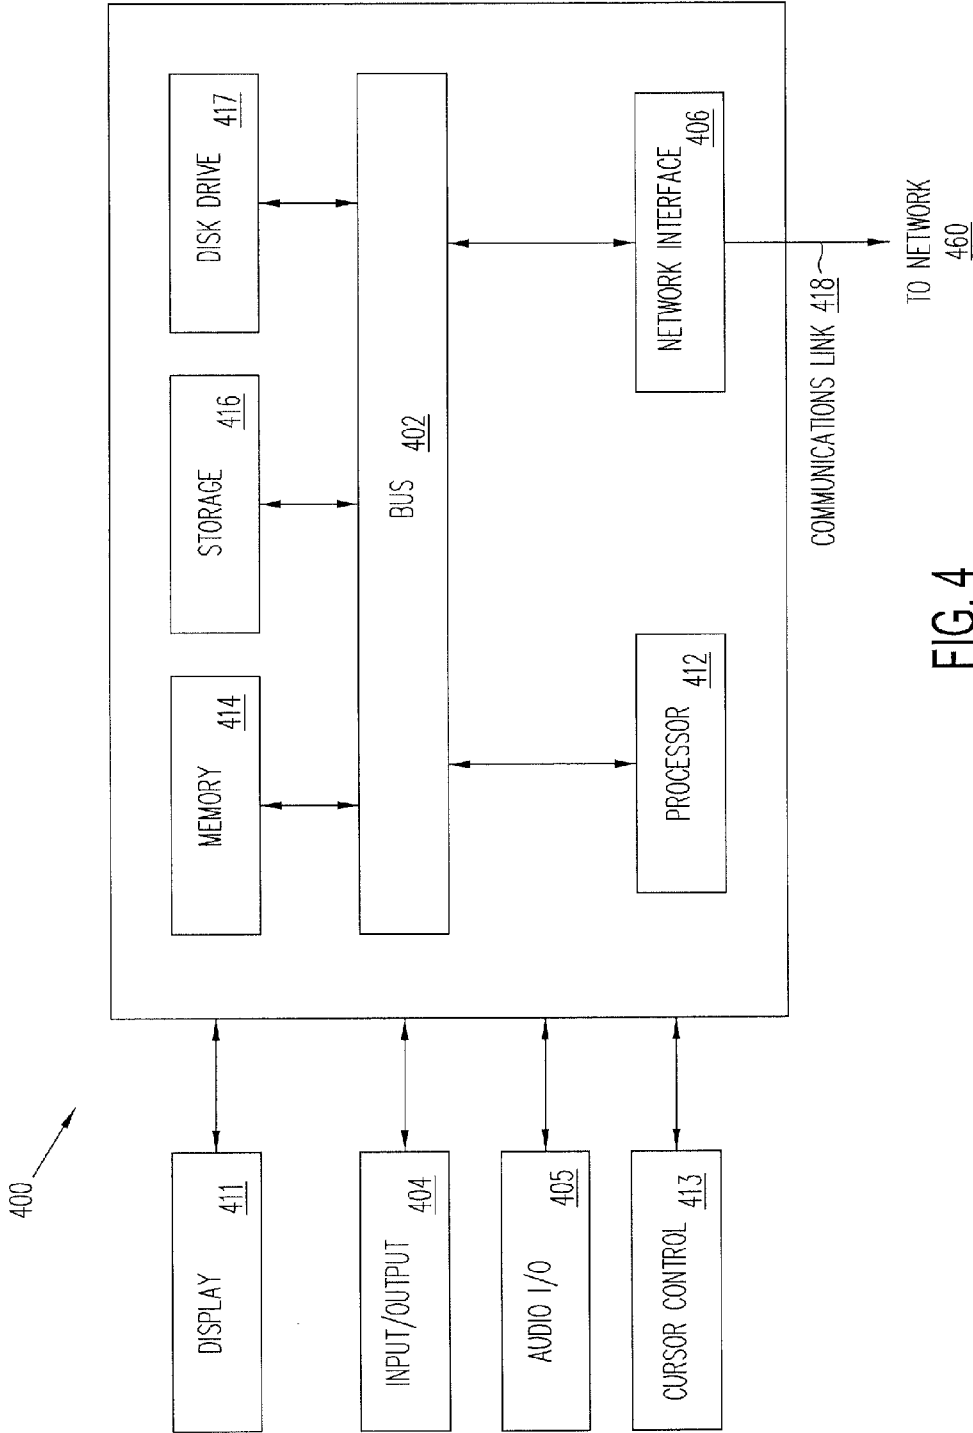 400
DISPLAY
411
INPUT/OUTPUT
404
AUDIO I/O
405
CURSOR CONTROL
413
MEMORY
414
STORAGE
416
DISK DRIVE
417
BUS
402
PROCESSOR
412
NETWORK INTERFACE
406
COMMUNICATIONS LINK 418
TO NETWORK
460
FIG. 4